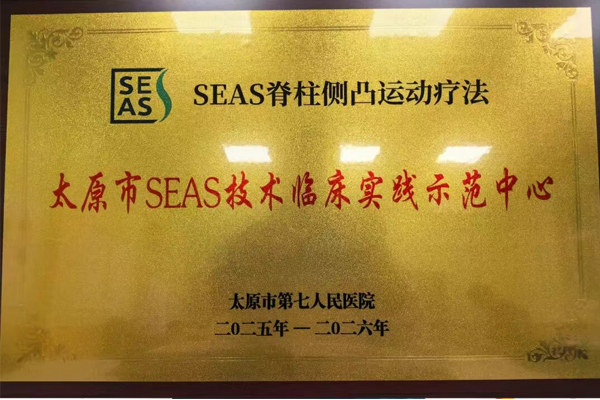 SE
AS
SEAS脊柱侧凸运动疗法
太原市SEAS技术临床实践示范中心
太原市第七人民医院
二〇二五年—二〇二六年